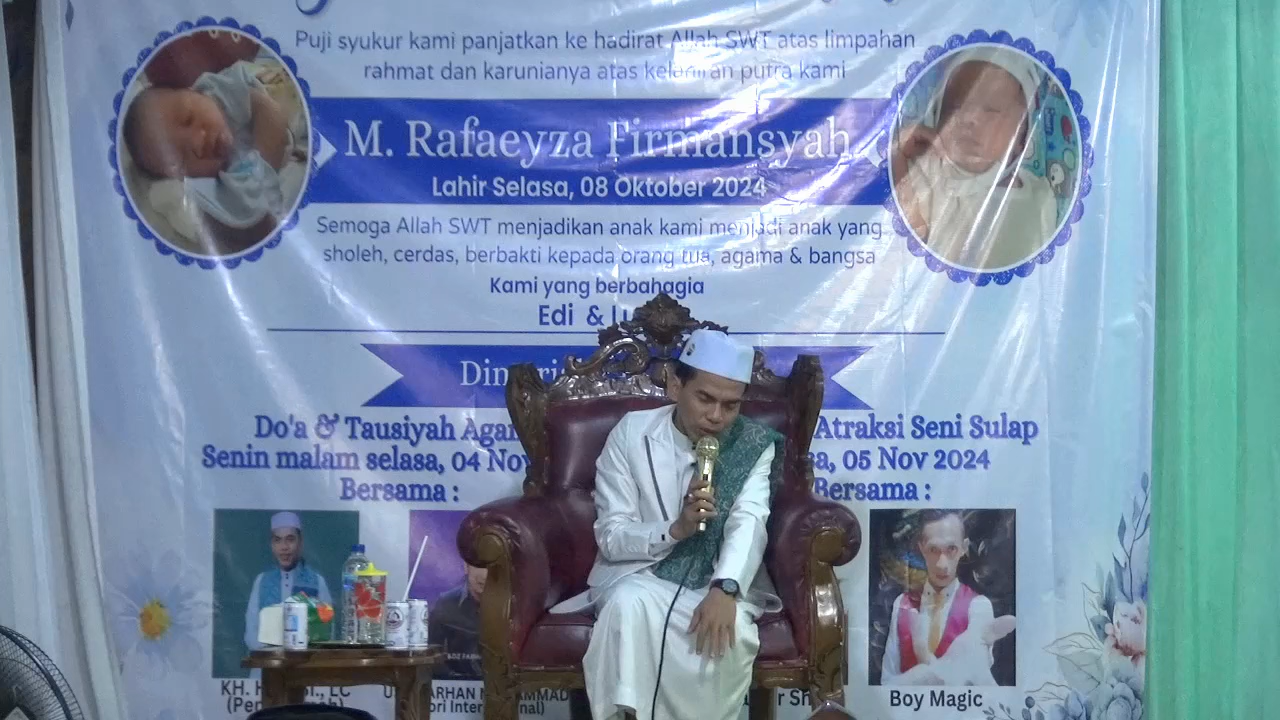 Puji syukur kami panjatkan ke hadirat Allah SWT atas limpahan
rahmat dan karunianya atas kelahiran putra kami
M. Rafaeyza Firmansyah
Lahir Selasa, 08 Oktober 2024
Semoga Allah SWT menjadikan anak kami menjadi anak yang
sholeh, cerdas, berbakti kepada orang tua, agama & bangsa
Kami yang berbahagia
Edi &
Do'a & Tausiyah
Senin malam selasa, 04 Nov
Bersama :
Atraksi Seni Sulap
05 Nov 2024
Bersama :
KH. LC
Boy Magic